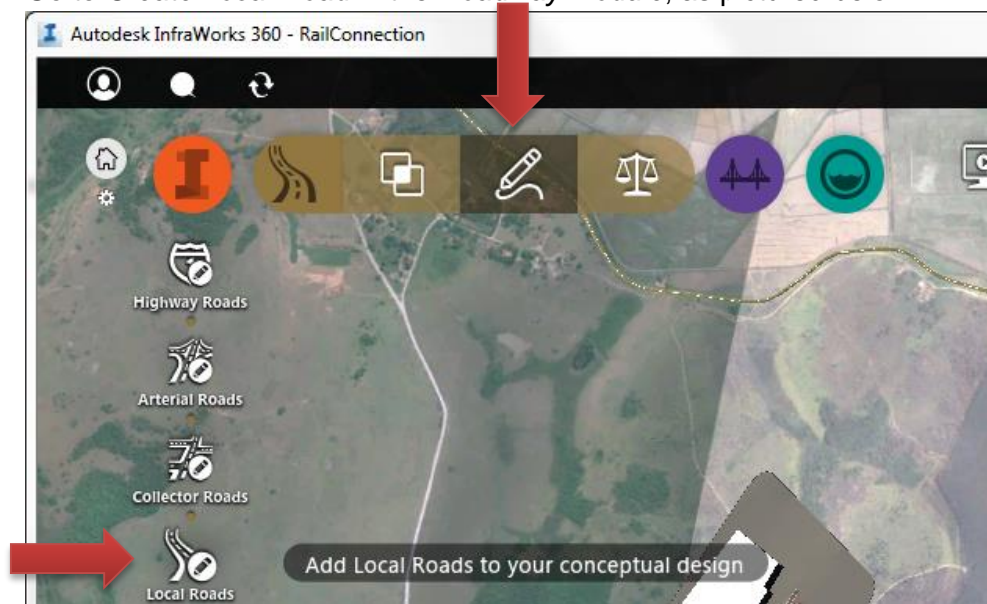 Autodesk InfraWorks 360 - RailConnection
Highway Roads
Arterial Roads
Collector Roads
Add Local Roads to your conceptual design
Local Roads